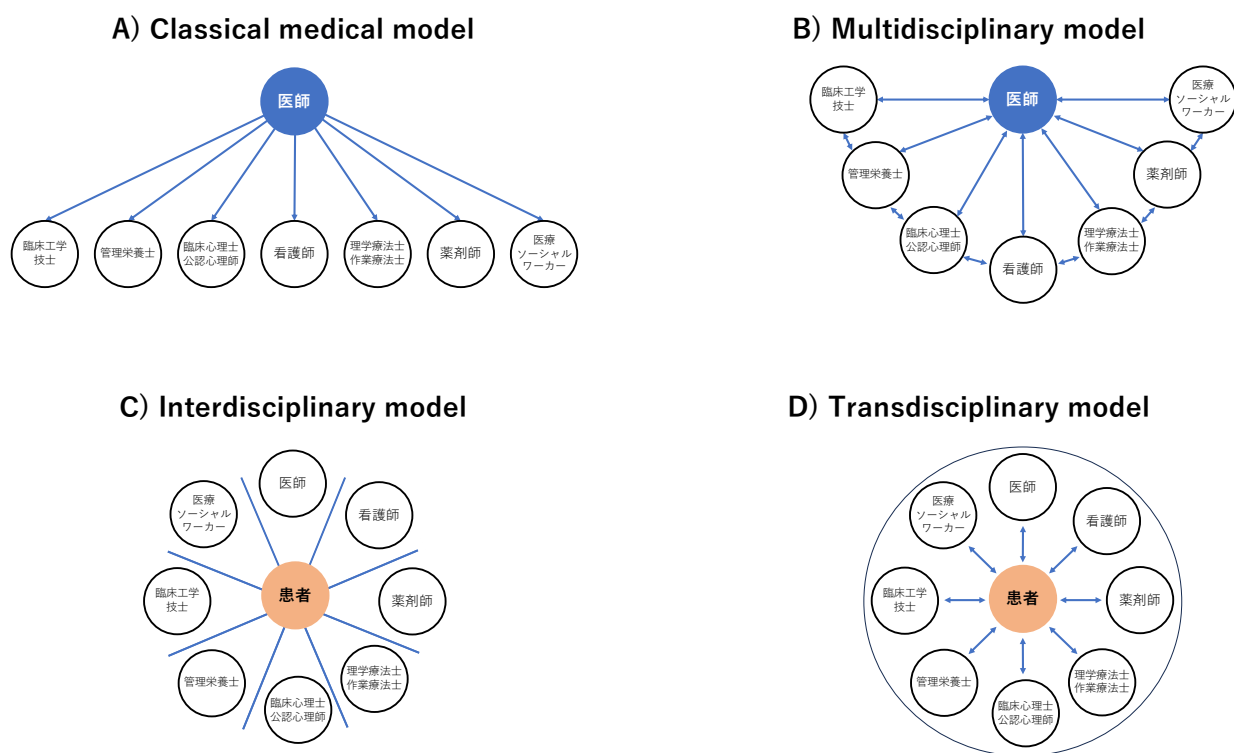 A) Classical medical model
医師
臨床工学
技士
管理栄養士
臨床心理士
公認心理師
看護師
理学療法士
作業療法士
薬剤師
医療
ソーシャル
ワーカー
B) Multidisciplinary model
臨床工学
技士
医師
医療
ソーシャル
ワーカー
管理栄養士
薬剤師
臨床心理士
公認心理師
理学療法士
作業療法士
看護師
C) Interdisciplinary model
医師
医療
ソーシャル
ワーカー
看護師
臨床工学
技士
患者
薬剤師
管理栄養士
理学療法士
作業療法士
臨床心理士
公認心理師
D) Transdisciplinary model
医師
医療
ソーシャル
ワーカー
看護師
臨床工学
技士
患者
薬剤師
管理栄養士
理学療法士
作業療法士
臨床心理士
公認心理師